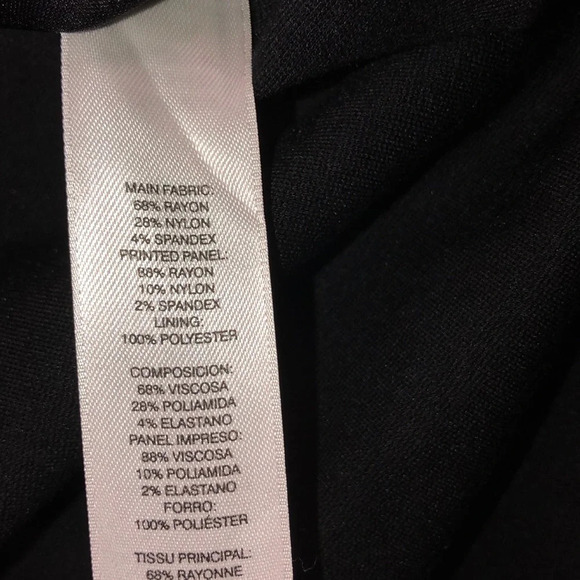 MAIN FABRIC:
68% RAYON
28% NYLON
4% SPANDEX
PRINTED PANEL:
88% RAYON
10% NYLON
2% SPANDEX
LINING:
100% POLYESTER
COMPOSICION:
68% VISCOSA
28% POLIAMIDA
4% ELASTANO
PANEL IMPRESO:
88% VISCOSA
10% POLIAMIDA
2% ELASTANO
FORRO:
100% POLIÉSTER
TISSU PRINCIPAL:
68% RAYONNE